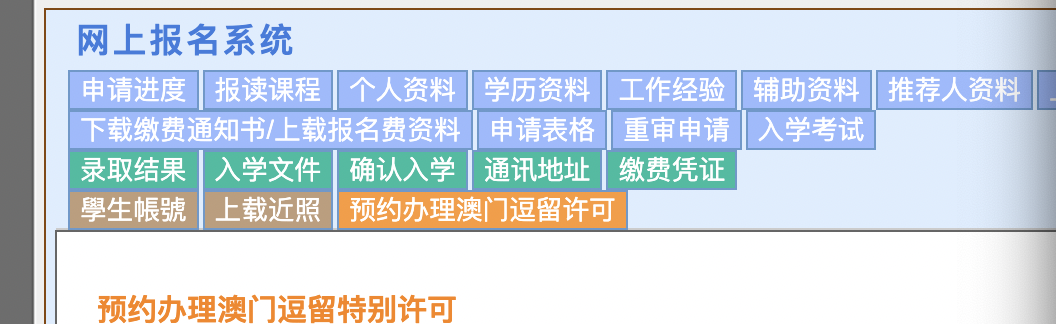 网上报名系统
申请进度 报读课程 个人资料 学历资料 工作经验 辅助资料 推荐人资料
下载缴费通知书/上载报名费资料 申请表格 重审申请 入学考试
录取结果 入学文件 确认入学 通讯地址 缴费凭证
學生帳號 上载近照 预约办理澳门逗留许可
预约办理澳门逗留特别许可